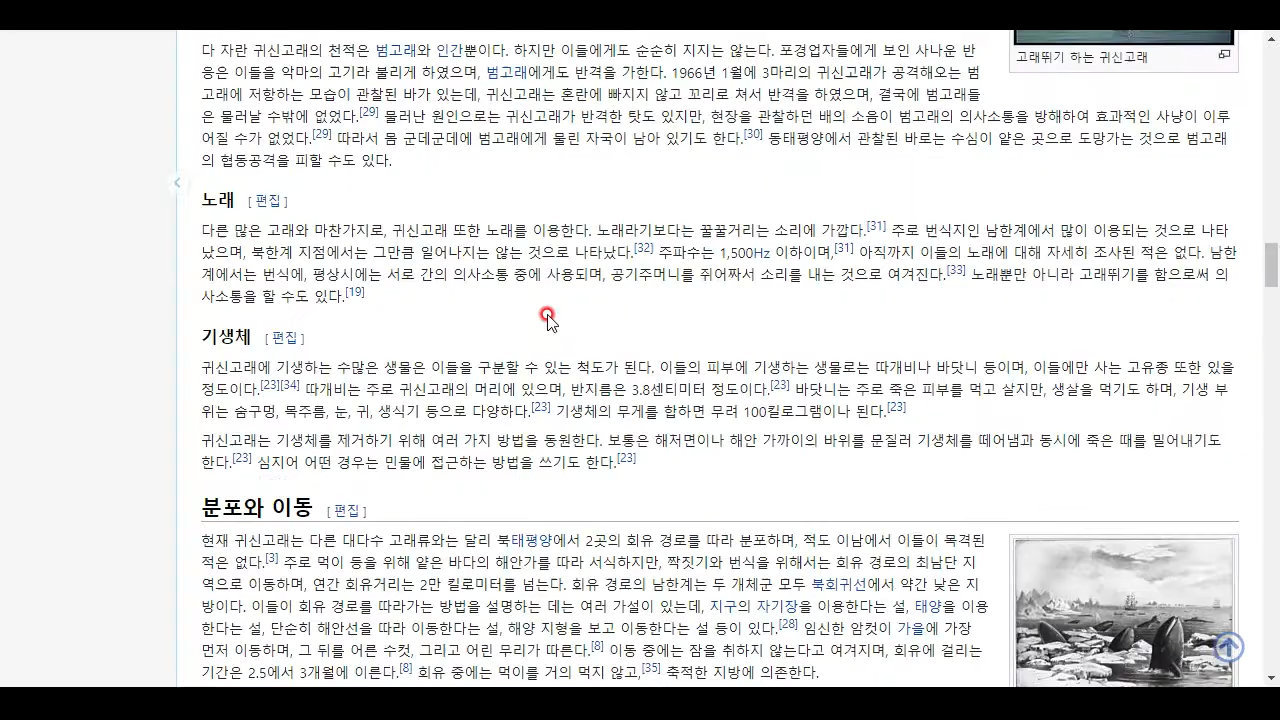 다 자란 귀신고래의 천적은 범고래와 인간뿐이다. 하지만 이들에게도 순순히 지지는 않는다. 포경업자들에게 보인 사나운 반
응은 이들을 악마의 고기라 불리게 하였으며, 범고래에게도 반격을 가한다. 1966년 1월에 3마리의 귀신고래가 공격해오는 범
고래에 저항하는 모습이 관찰된 바가 있는데, 귀신고래는 혼란에 빠지지 않고 꼬리로 쳐서 반격을 하였으며, 결국에 범고래들
은 물러날 수밖에 없었다.[29] 물러난 원인으로는 귀신고래가 반격한 탓도 있지만, 현장을 관찰하던 배의 소음이 범고래의 의사소통을 방해하여 효과적인 사냥이 이루
어질 수가 없었다.[29] 따라서 몸 군데군데에 범고래에게 물린 자국이 남아 있기도 한다.[30] 동태평양에서 관찰된 바로는 수심이 얕은 곳으로 도망가는 것으로 범고래
의 협동공격을 피할 수도 있다.
고래뛰기 하는 귀신고래
노래 [ 편집 ]
다른 많은 고래와 마찬가지로, 귀신고래 또한 노래를 이용한다. 노래라기보다는 꿀꿀거리는 소리에 가깝다.[31] 주로 번식지인 남한계에서 많이 이용되는 것으로 나타
났으며, 북한계 지점에서는 그만큼 일어나지는 않는 것으로 나타났다.[32] 주파수는 1,500Hz 이하이며,[31] 아직까지 이들의 노래에 대해 자세히 조사된 적은 없다. 남한
계에서는 번식에, 평상시에는 서로 간의 의사소통 중에 사용되며, 공기주머니를 쥐어짜서 소리를 내는 것으로 여겨진다.[33] 노래뿐만 아니라 고래뛰기를 함으로써 의
사소통을 할 수도 있다.[19]
기생체 [ 편집 ]
귀신고래에 기생하는 수많은 생물은 이들을 구분할 수 있는 척도가 된다. 이들의 피부에 기생하는 생물로는 따개비나 바닷니 등이며, 이들에만 사는 고유종 또한 있을
정도이다.[23][34] 따개비는 주로 귀신고래의 머리에 있으며, 반지름은 3.8센티미터 정도이다.[23] 바닷니는 주로 죽은 피부를 먹고 살지만, 생살을 먹기도 하며, 기생 부
위는 숨구멍, 목주름, 눈, 귀, 생식기 등으로 다양하다.[23] 기생체의 무게를 합하면 무려 100킬로그램이나 된다.[23]
귀신고래는 기생체를 제거하기 위해 여러 가지 방법을 동원한다. 보통은 해저면이나 해안 가까이의 바위를 문질러 기생체를 떼어냄과 동시에 죽은 때를 밀어내기도
한다.[23] 심지어 어떤 경우는 민물에 접근하는 방법을 쓰기도 한다.[23]
분포와 이동 [ 편집 ]
현재 귀신고래는 다른 대다수 고래류와는 달리 북태평양에서 2곳의 회유 경로를 따라 분포하며, 적도 이남에서 이들이 목격된
적은 없다.[3] 주로 먹이 등을 위해 얕은 바다의 해안가를 따라 서식하지만, 짝짓기와 번식을 위해서는 회유 경로의 최남단 지
역으로 이동하며, 연간 회유거리는 2만 킬로미터를 넘는다. 회유 경로의 남한계는 두 개체군 모두 북회귀선에서 약간 낮은 지
방이다. 이들이 회유 경로를 따라가는 방법을 설명하는 데는 여러 가설이 있는데, 지구의 자기장을 이용한다는 설, 태양을 이용
한다는 설, 단순히 해안선을 따라 이동한다는 설, 해양 지형을 보고 이동한다는 설 등이 있다.[28] 임신한 암컷이 가을에 가장
먼저 이동하며, 그 뒤를 어른 수컷, 그리고 어린 무리가 따른다.[8] 이동 중에는 잠을 취하지 않는다고 여겨지며, 회유에 걸리는
기간은 2.5에서 3개월에 이른다.[8] 회유 중에는 먹이를 거의 먹지 않고,[35] 축적한 지방에 의존한다.